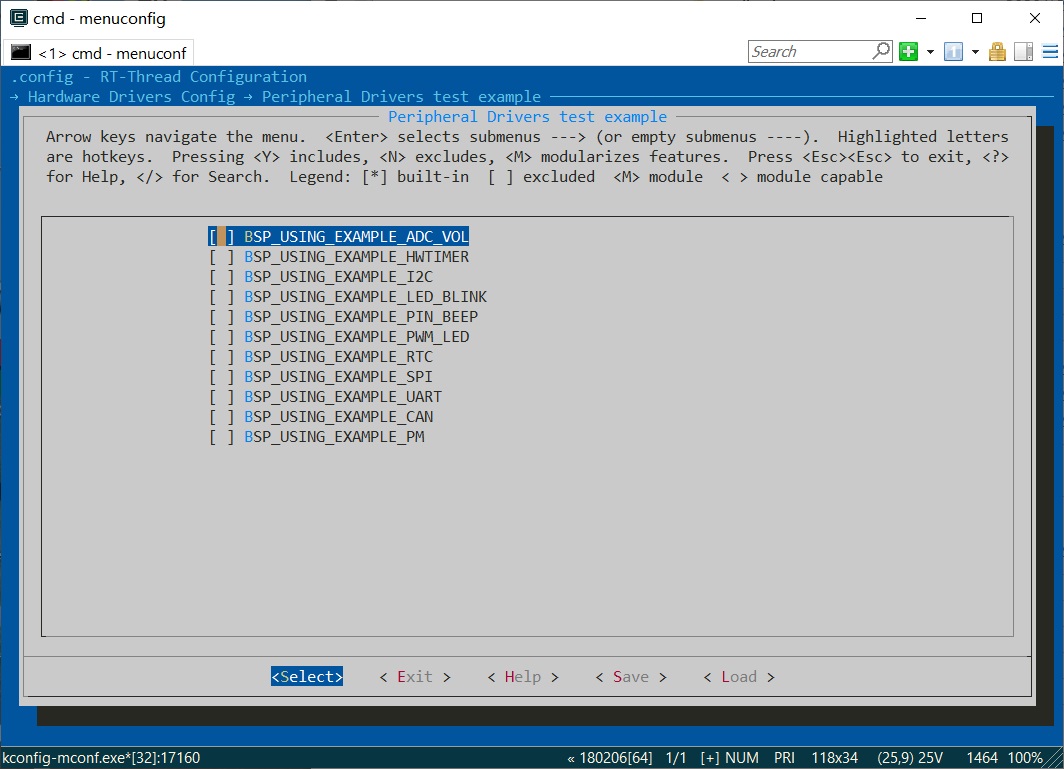 cmd - menuconfig
<1> cmd - menuconf
Search
.config - RT-Thread Configuration
→ Hardware Drivers Config → Peripheral Drivers test example
Peripheral Drivers test example
Arrow keys navigate the menu.  <Enter> selects submenus ---> (or empty submenus ----).  Highlighted letters
are hotkeys.  Pressing <Y> includes, <N> excludes, <M> modularizes features.  Press <Esc><Esc> to exit, <?>
for Help, </> for Search.  Legend: [*] built-in  [ ] excluded  <M> module  < > module capable
[ ] BSP_USING_EXAMPLE_ADC_VOL
[ ] BSP_USING_EXAMPLE_HWTIMER
[ ] BSP_USING_EXAMPLE_I2C
[ ] BSP_USING_EXAMPLE_LED_BLINK
[ ] BSP_USING_EXAMPLE_PIN_BEEP
[ ] BSP_USING_EXAMPLE_PWM_LED
[ ] BSP_USING_EXAMPLE_RTC
[ ] BSP_USING_EXAMPLE_SPI
[ ] BSP_USING_EXAMPLE_UART
[ ] BSP_USING_EXAMPLE_CAN
[ ] BSP_USING_EXAMPLE_PM
<Select>    < Exit >    < Help >    < Save >    < Load >
kconfig-mconf.exe*[32]:17160    « 180206[64]  1/1  [+] NUM  PRI  118x34  (25,9) 25V  1464  100%